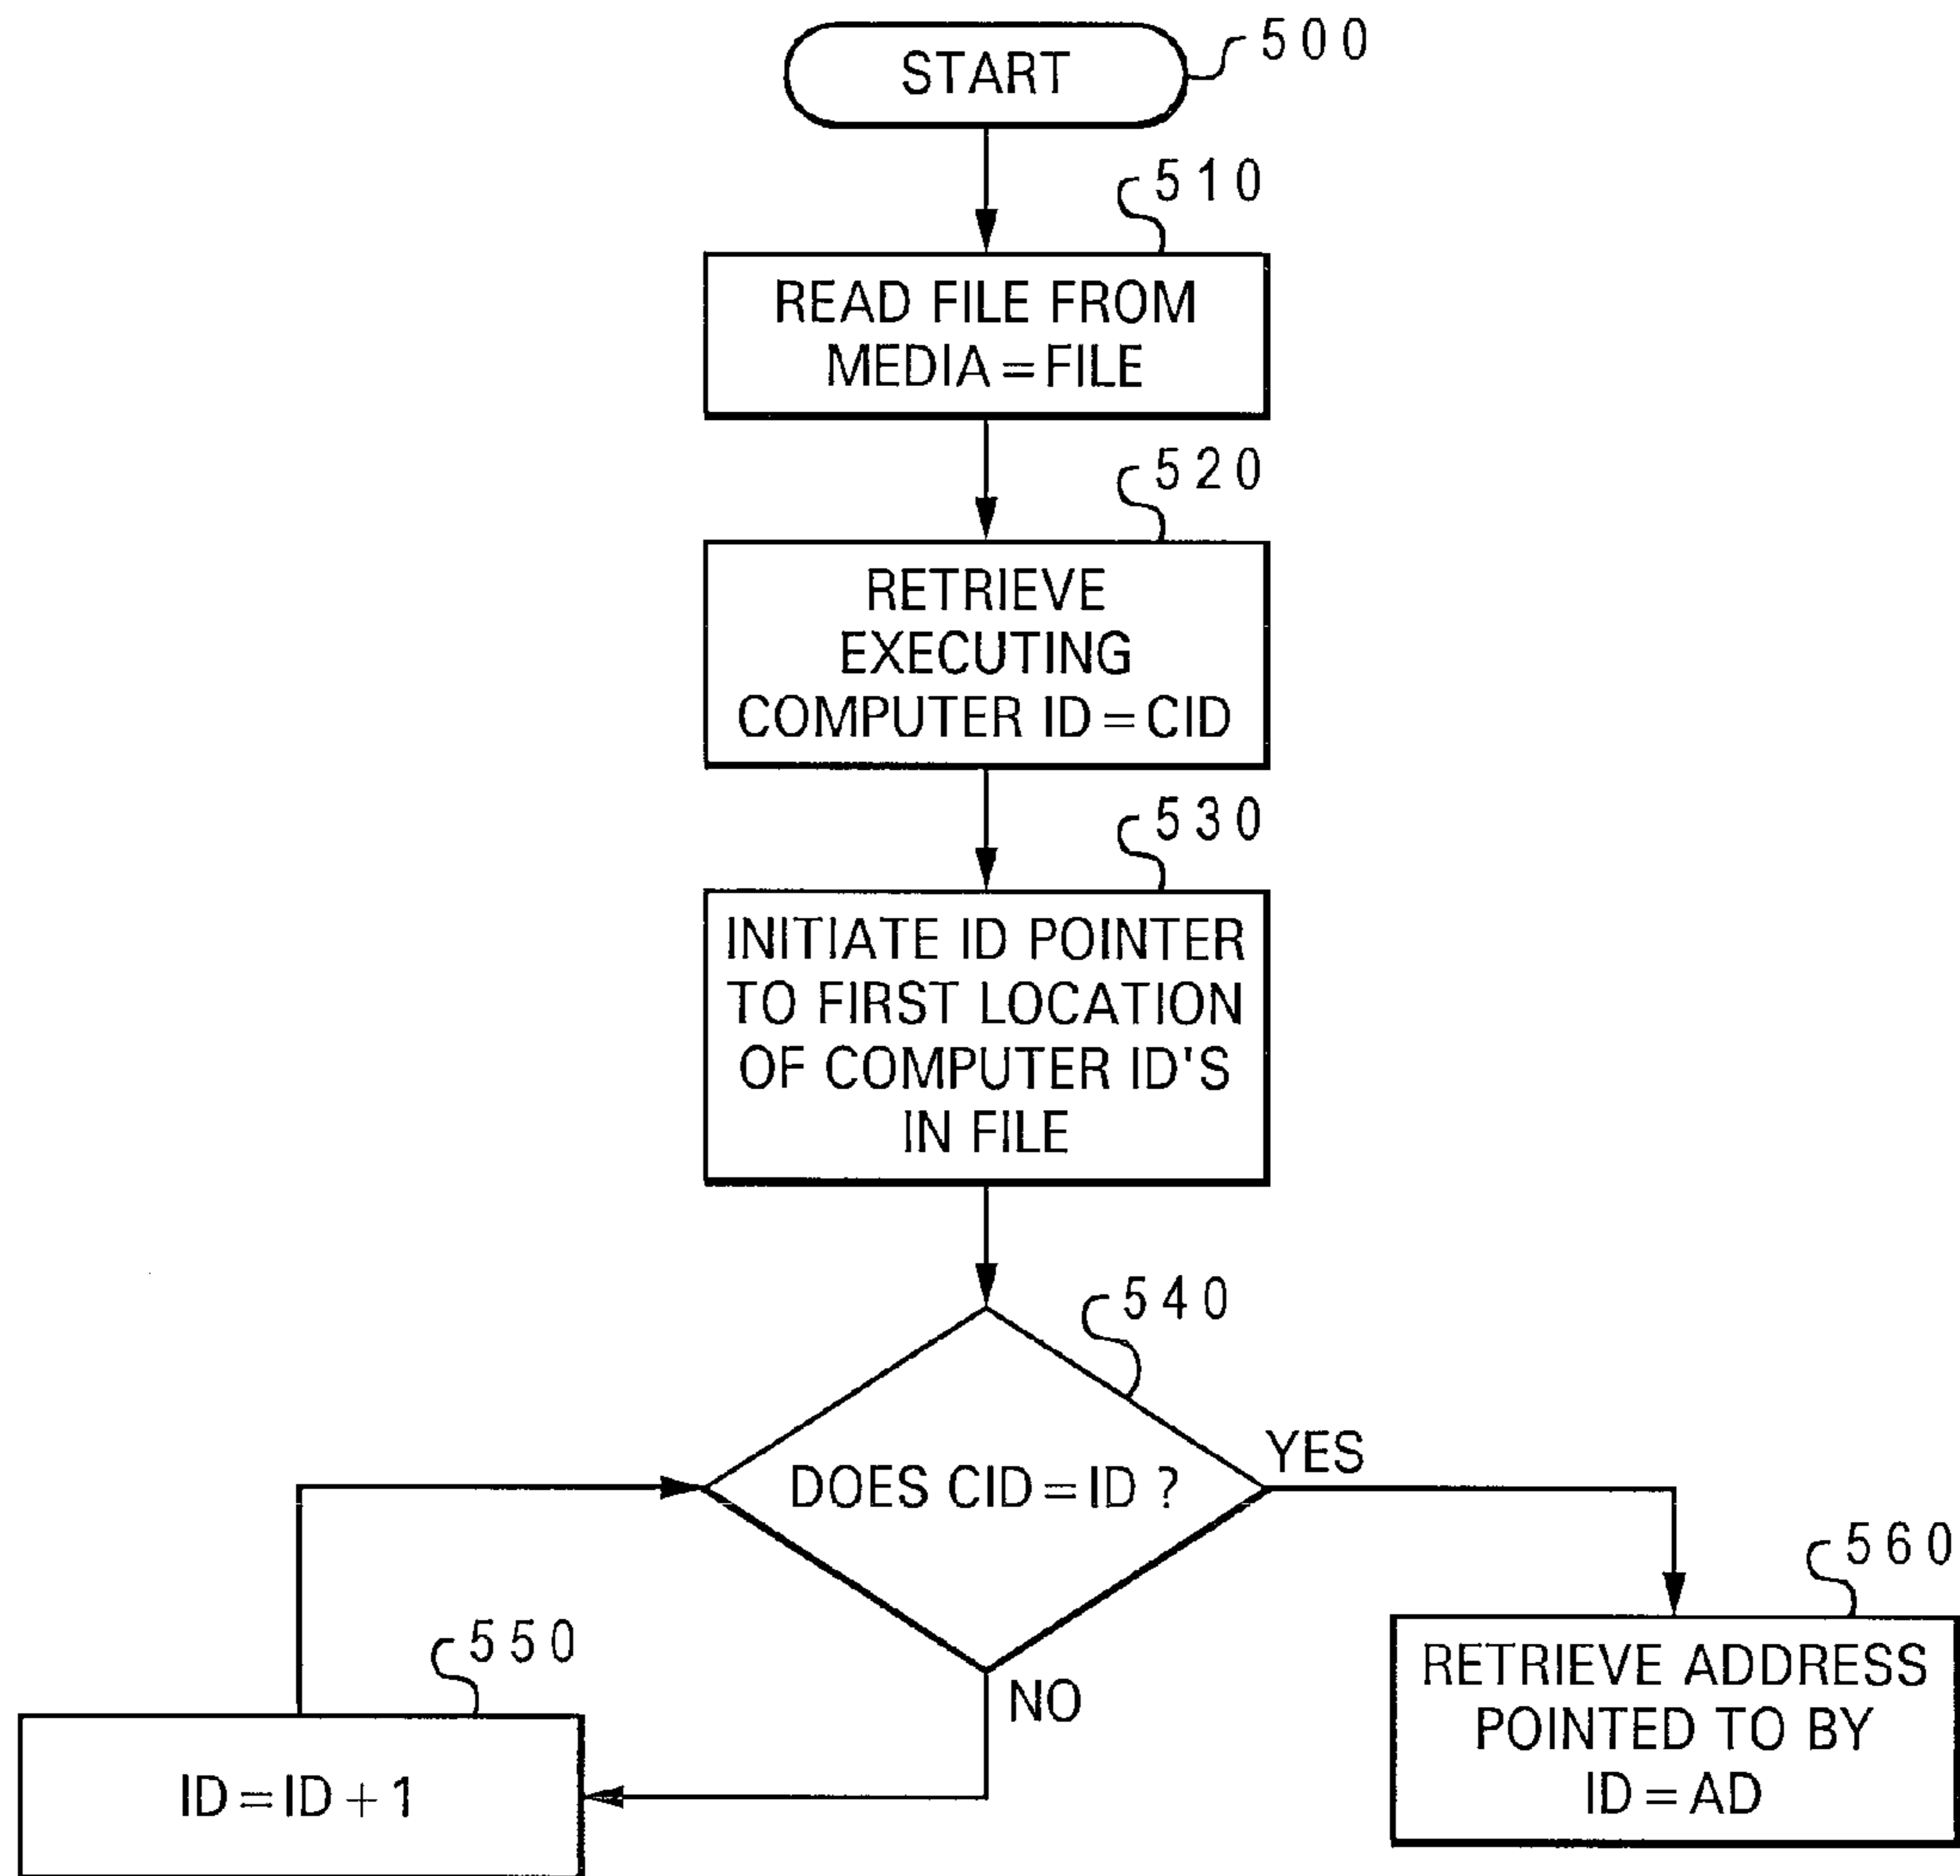 START
500
510
READ FILE FROM
MEDIA=FILE
520
RETRIEVE
EXECUTING
COMPUTER ID=CID
530
INITIATE ID POINTER
TO FIRST LOCATION
OF COMPUTER ID'S
IN FILE
540
DOES CID=ID ?
YES
NO
550
ID=ID+1
560
RETRIEVE ADDRESS
POINTED TO BY
ID=AD